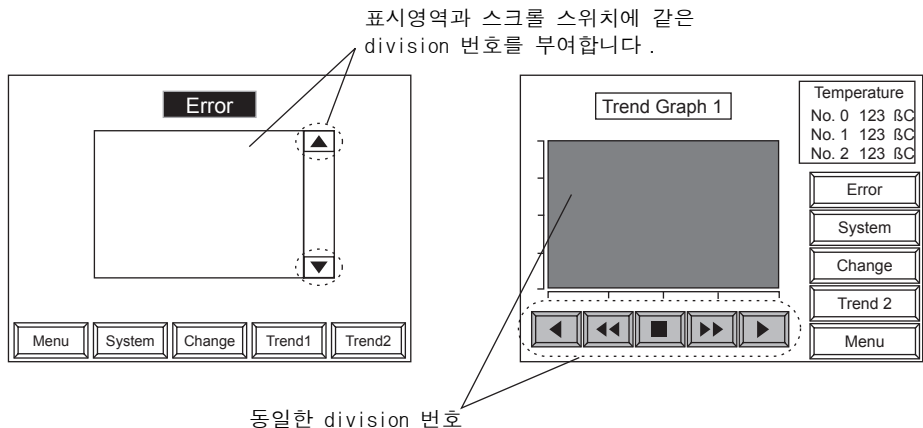 표시영역과 스크롤 스위치에 같은
division 번호를 부여합니다 .
Error
Menu
System
Change
Trend1
Trend2
Trend Graph 1
Temperature
No. 0 123 ßC
No. 1 123 ßC
No. 2 123 ßC
Error
System
Change
Trend 2
Menu
동일한 division 번호